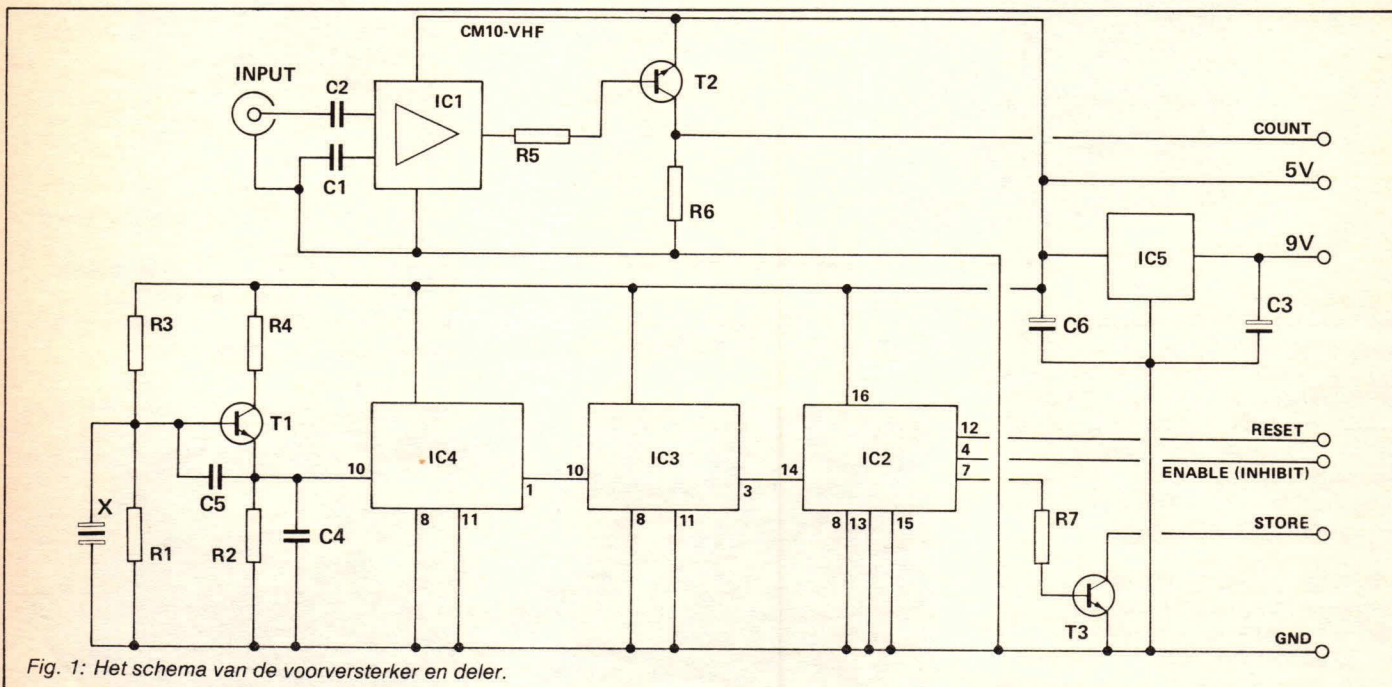 CM10-VHF
INPUT
C2
IC1
T2
C1
R5
R6
COUNT
5V
9V
IC5
C6
C3
R3
R4
T1
C5
X
R1
R2
C4
10
IC4
1
8
11
10
IC3
3
8
11
14
16
IC2
12
4
7
8
13
15
R7
T3
RESET
ENABLE (INHIBIT)
STORE
GND
Fig. 1: Het schema van de voorversterker en deler.